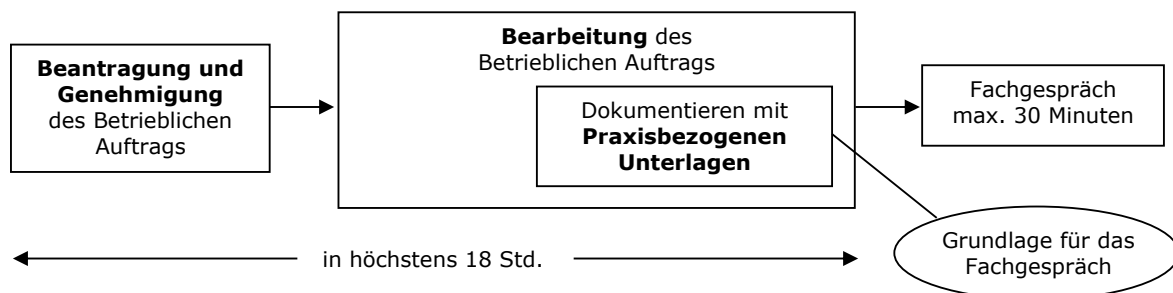 Beantragung und
Genehmigung
des Betrieblichen
Auftrags
Bearbeitung des
Betrieblichen Auftrags
Dokumentieren mit
Praxisbezogenen
Unterlagen
Fachgespräch
max. 30 Minuten
in höchstens 18 Std.
Grundlage für das
Fachgespräch